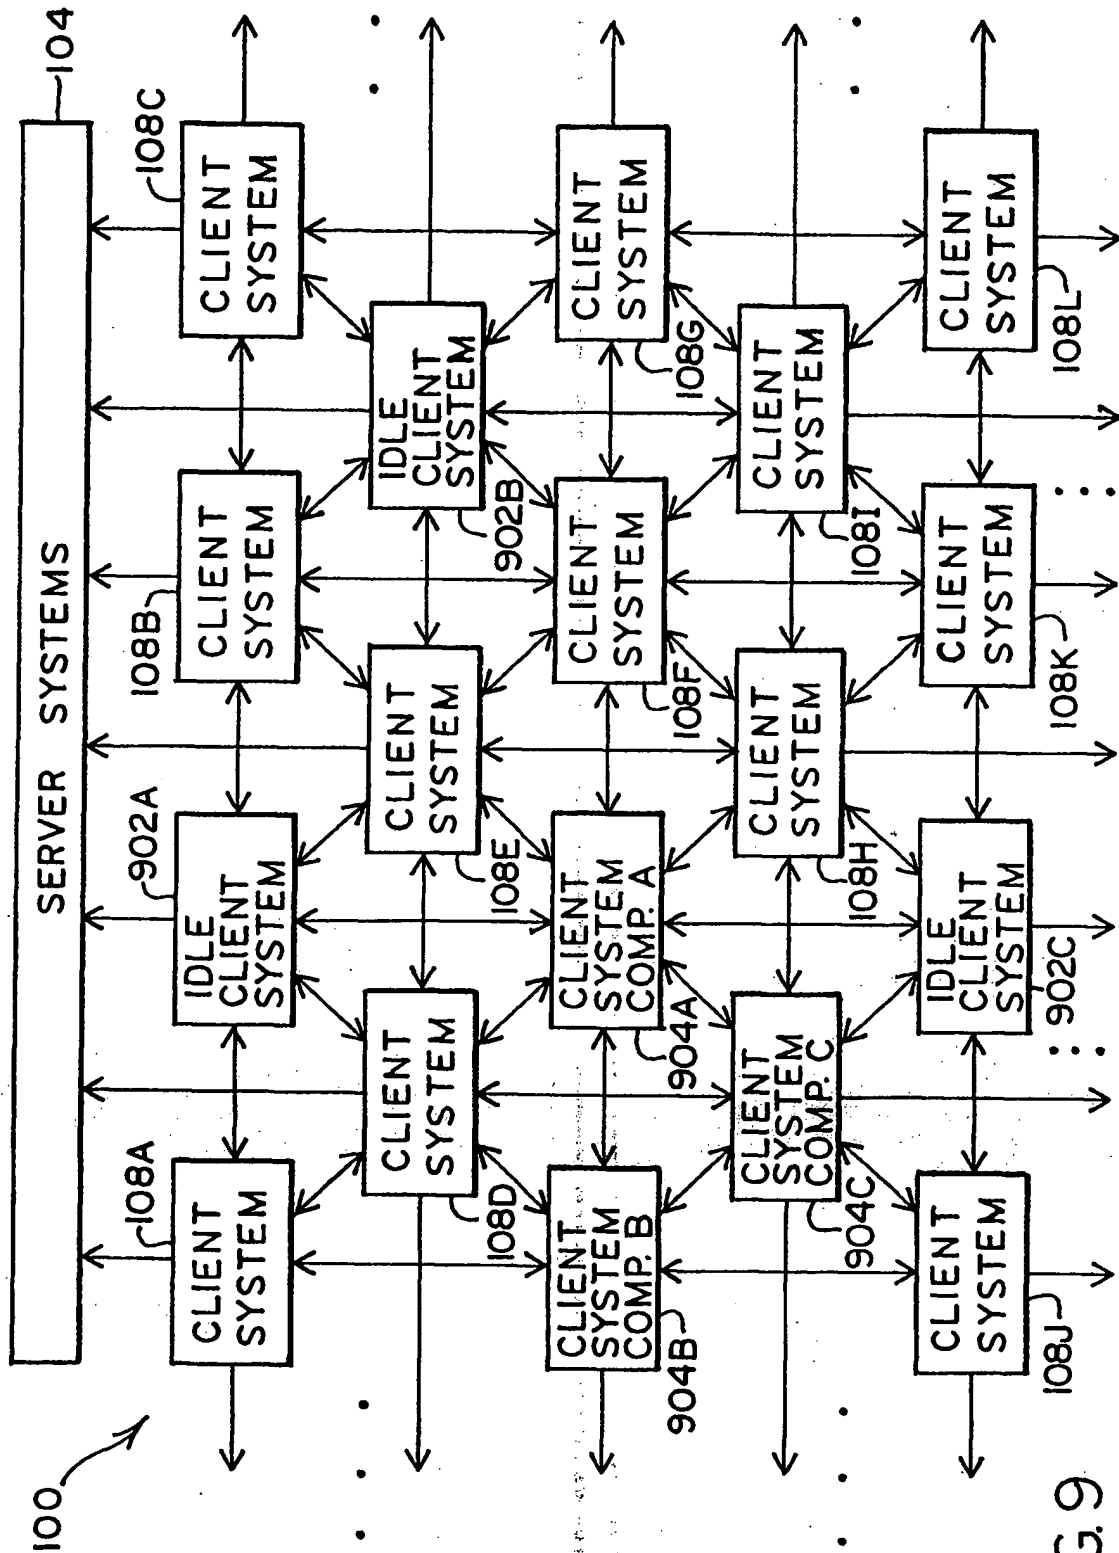 100
SERVER SYSTEMS
104
108A
902A
108B
108C
CLIENT
SYSTEM
IDLE
CLIENT
SYSTEM
CLIENT
SYSTEM
CLIENT
SYSTEM
CLIENT
SYSTEM
CLIENT
SYSTEM
IDLE
CLIENT
SYSTEM
108D
108E
902B
CLIENT
SYSTEM
COMP. B
CLIENT
SYSTEM
COMP. A
CLIENT
SYSTEM
CLIENT
SYSTEM
904B
904A
108F
108G
CLIENT
SYSTEM
COMP. C
CLIENT
SYSTEM
CLIENT
SYSTEM
904C
108H
108I
CLIENT
SYSTEM
IDLE
CLIENT
SYSTEM
CLIENT
SYSTEM
CLIENT
SYSTEM
108J
902C
108K
108L
G. 9